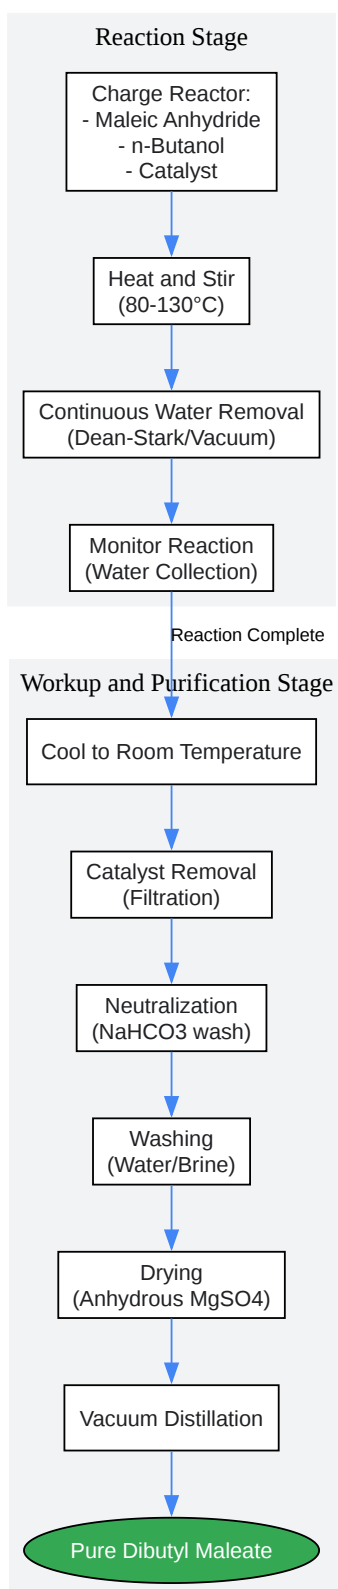 Reaction Stage
Charge Reactor:
- Maleic Anhydride
- n-Butanol
- Catalyst
Heat and Stir
(80-130°C)
Continuous Water Removal
(Dean-Stark/Vacuum)
Monitor Reaction
(Water Collection)
Reaction Complete
Workup and Purification Stage
Cool to Room Temperature
Catalyst Removal
(Filtration)
Neutralization
(NaHCO3 wash)
Washing
(Water/Brine)
Drying
(Anhydrous MgSO4)
Vacuum Distillation
Pure Dibutyl Maleate